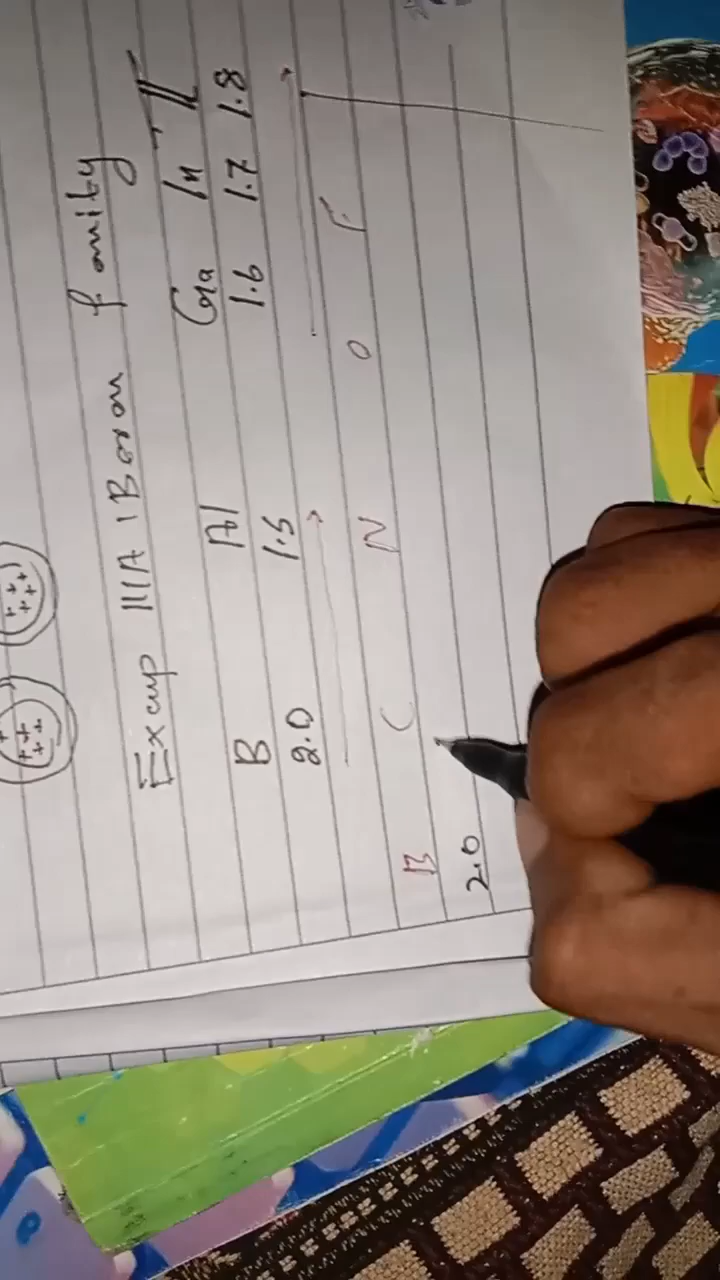 Excep IIIA | Boron family
B Al Ga In Tl
2.0 1.5 1.6 1.7 1.8
B C N O F
2.0